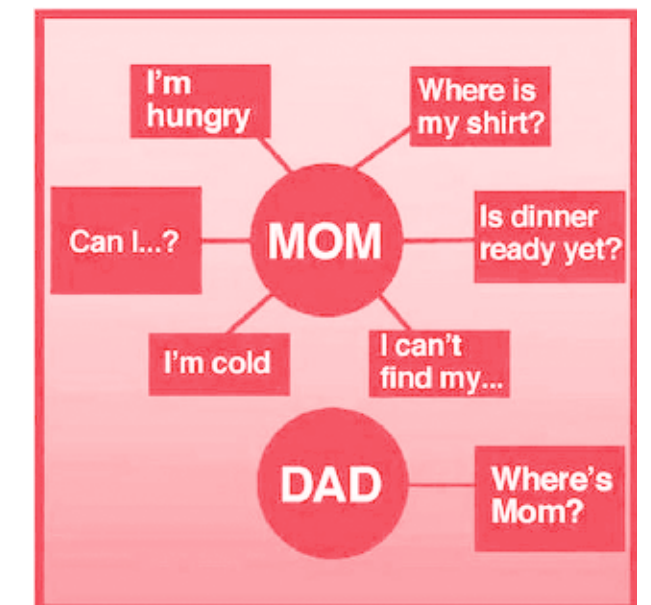 I'm
hungry
Where is
my shirt?
Can I...?
MOM
Is dinner
ready yet?
I'm cold
I can't
find my...
DAD
Where's
Mom?